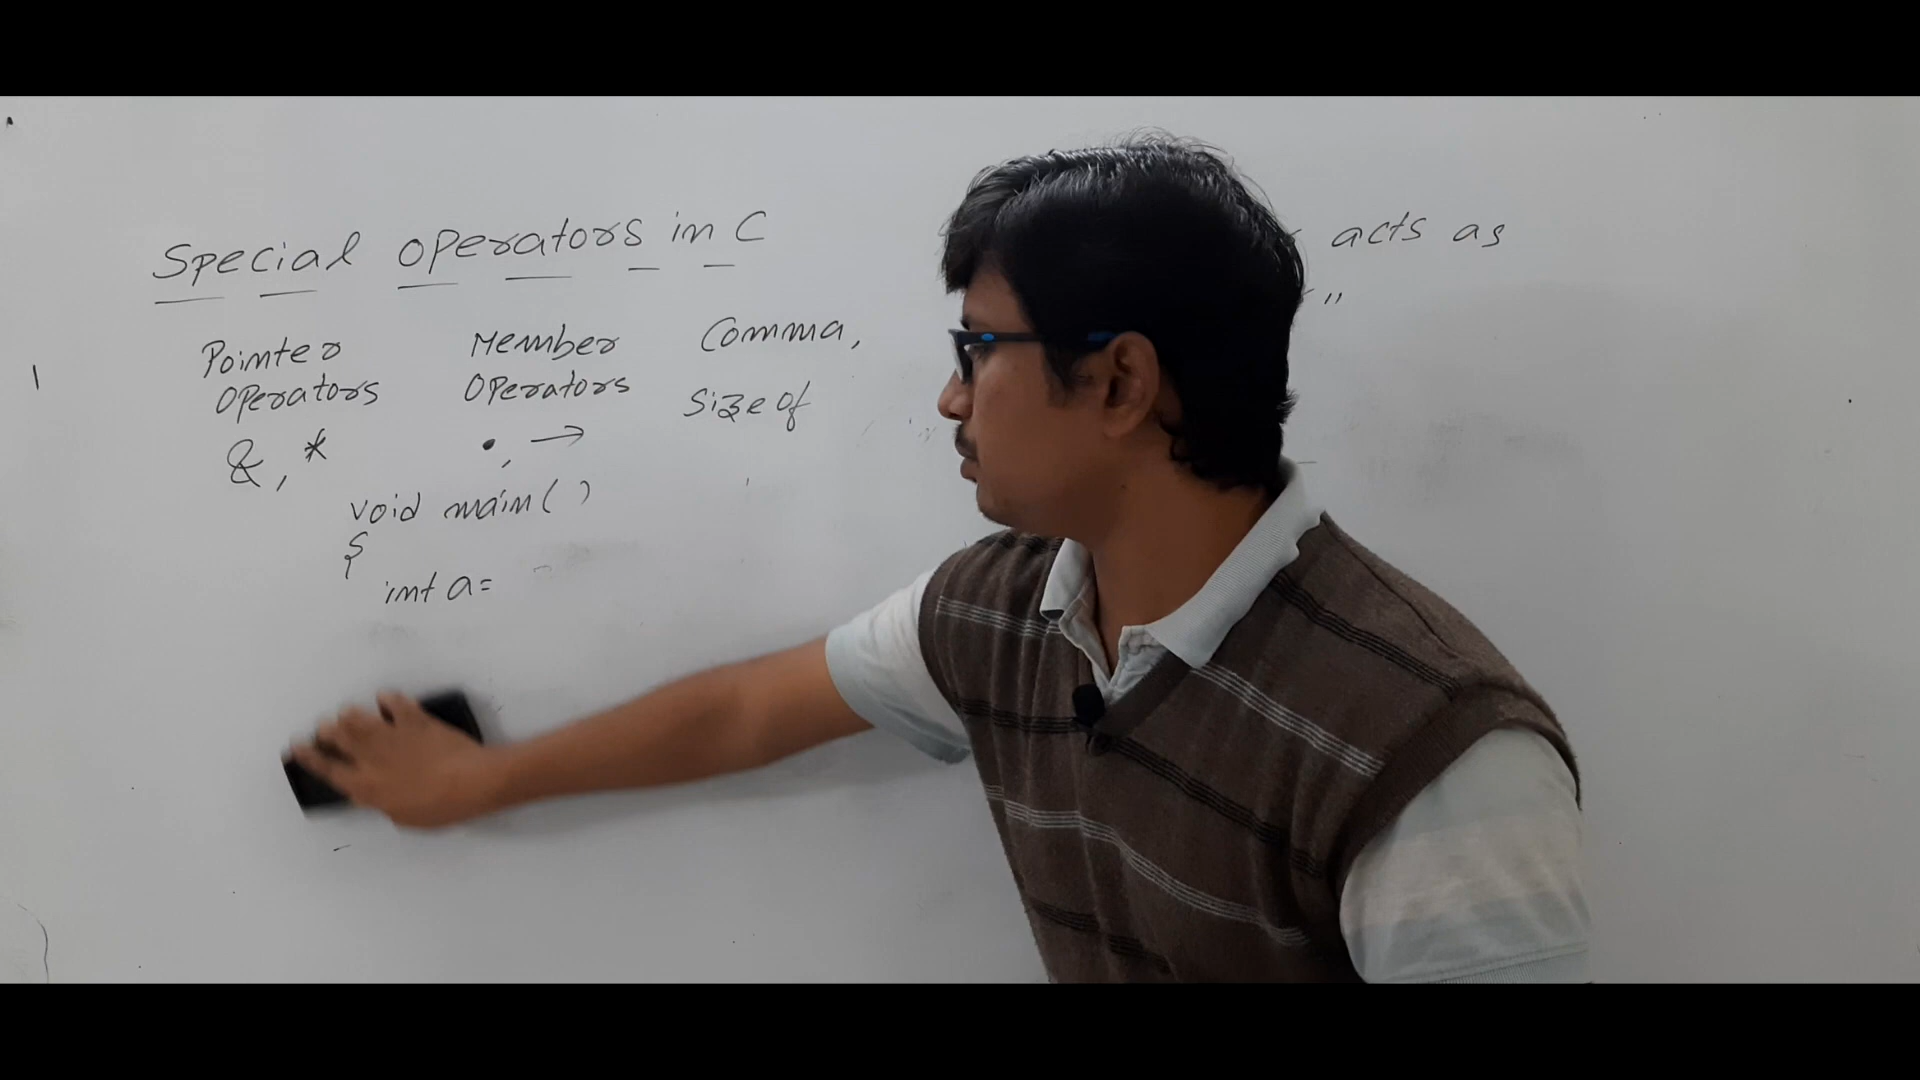 Special operators in C
acts as
"
Pointer
Operators
&, *
Member
Operators
., →
Comma,
Size of
void main( )
{
int a=